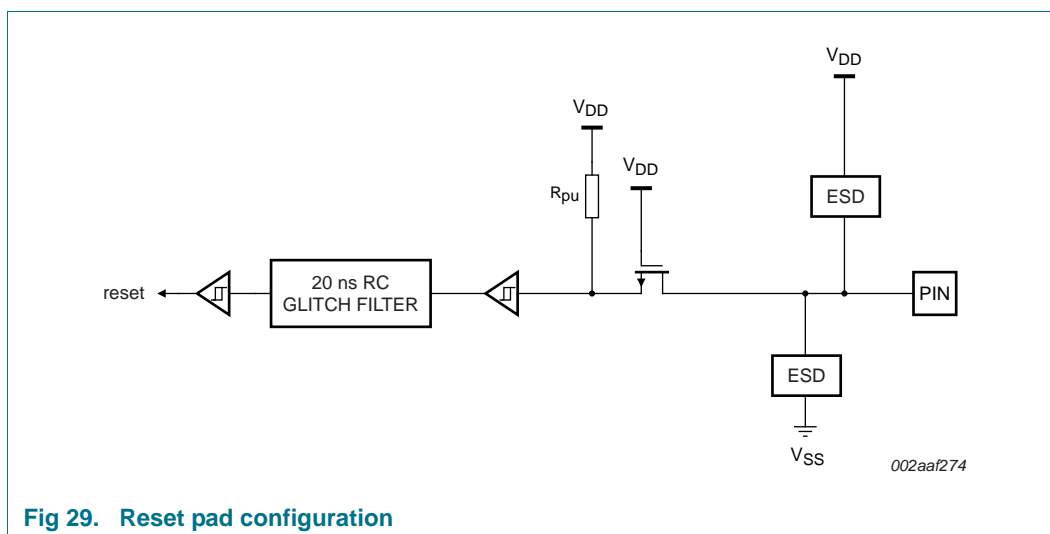 VDD
VDD
VDD
Rpu
ESD
reset
20 ns RC
GLITCH FILTER
PIN
ESD
VSS
002aaf274
Fig 29. Reset pad configuration